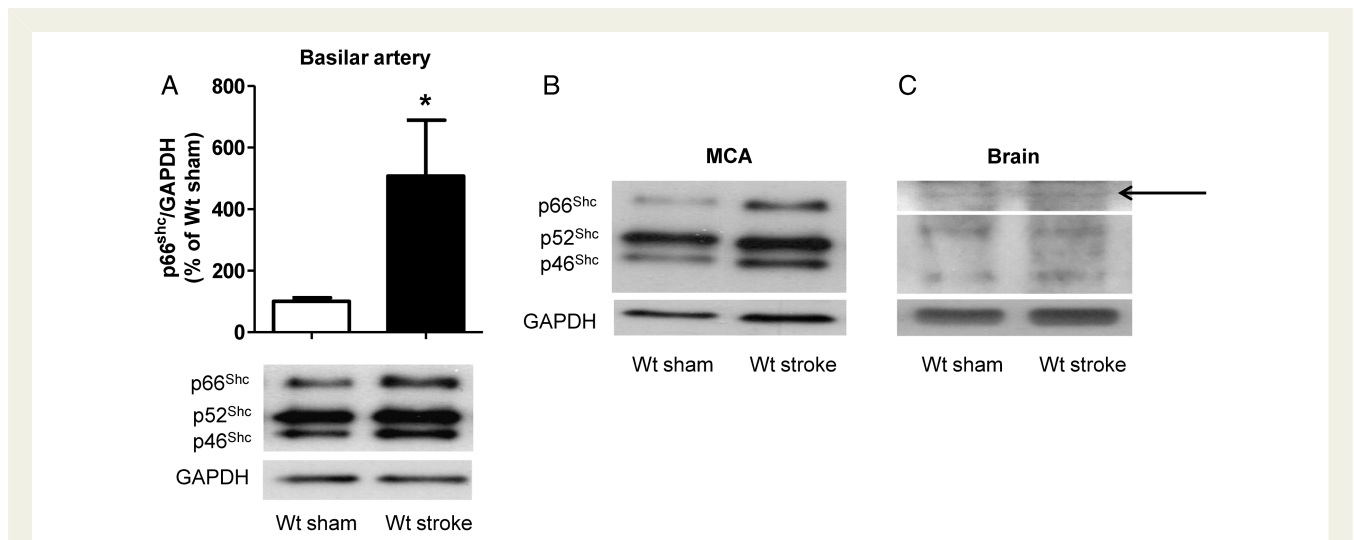 Basilar artery
A
800
600
400
200
0
p66shc/GAPDH
(% of Wt sham)
*
p66Shc
p52Shc
p46Shc
GAPDH
Wt sham Wt stroke
B
MCA
p66Shc
p52Shc
p46Shc
GAPDH
Wt sham Wt stroke
C
Brain
Wt sham Wt stroke